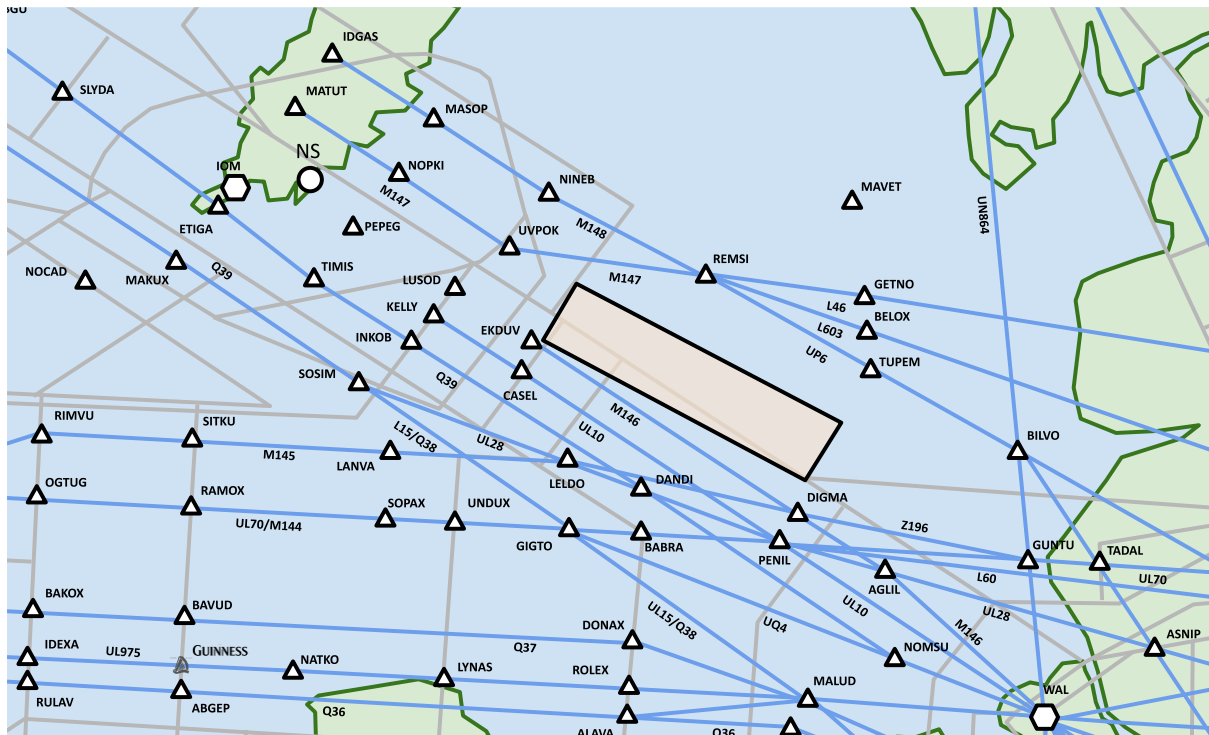 BGU
IDGAS
SLYDA
MATUT
MASOP
NS
IOM
NOPKI
NINEB
M147
MAVET
ETIGA
PEPEG
UVPOK
M148
UN864
NOCAD
MAKUX
Q39
TIMIS
LUSOD
M147
REMSI
GETNO
L46
KELLY
BELOX
L603
INKOB
EKDUV
UP6
TUPEM
SOSIM
Q39
CASEL
RIMVU
SITKU
M145
LANVA
L15/Q38
UL28
UL10
M146
BILVO
OGTUG
RAMOX
UL70/M144
SOPAX
UNDUX
LELDO
DANDI
DIGMA
Z196
GIGTO
BABRA
PENIL
GUNTU
TADAL
AGLIL
L60
UL70
BAKOX
BAVUD
UL15/Q38
UL10
UL28
DONAX
UQ4
M146
IDEXA
UL975
GUINNESS
NATKO
Q37
LYNAS
NOMSU
ASNIP
ROLEX
RULAV
ABGEP
Q36
MALUD
WAL
ALAVA
Q36